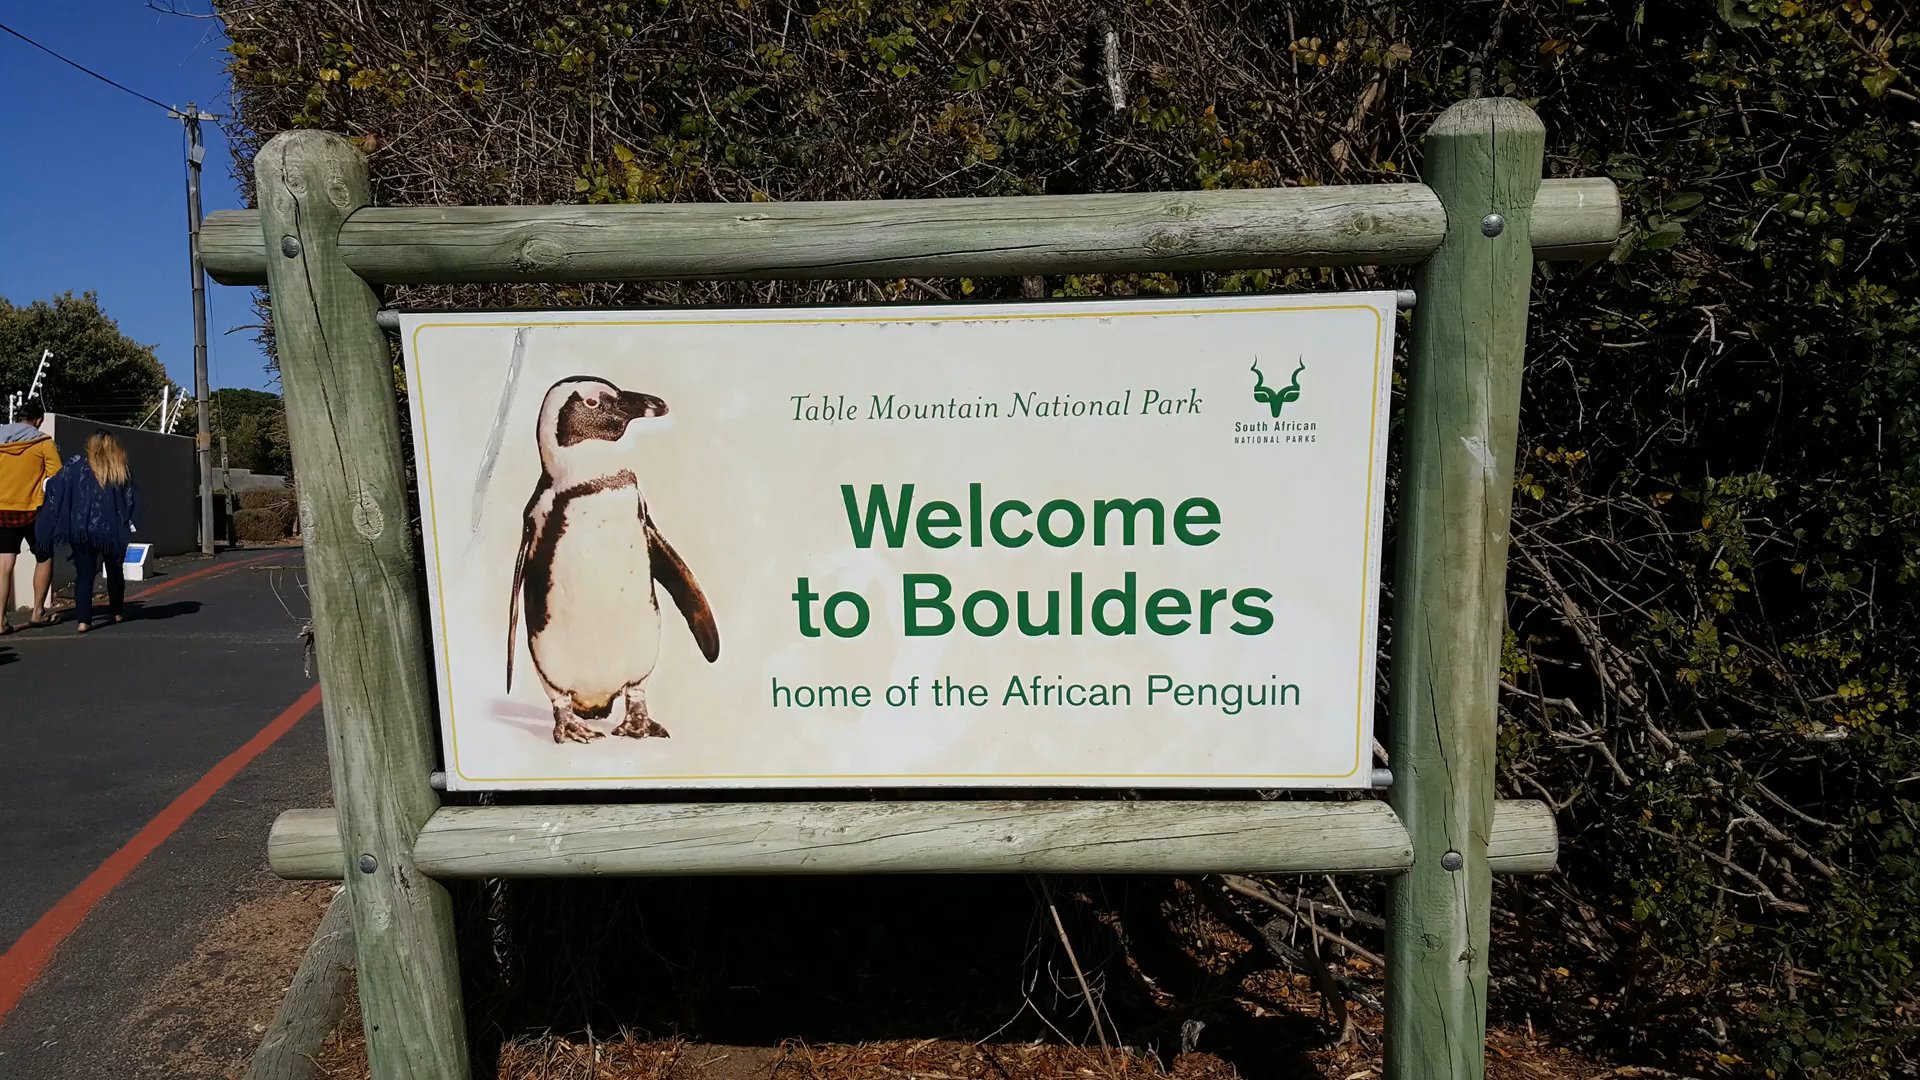 Table Mountain National Park
South African
NATIONAL PARKS
Welcome
to Boulders
home of the African Penguin